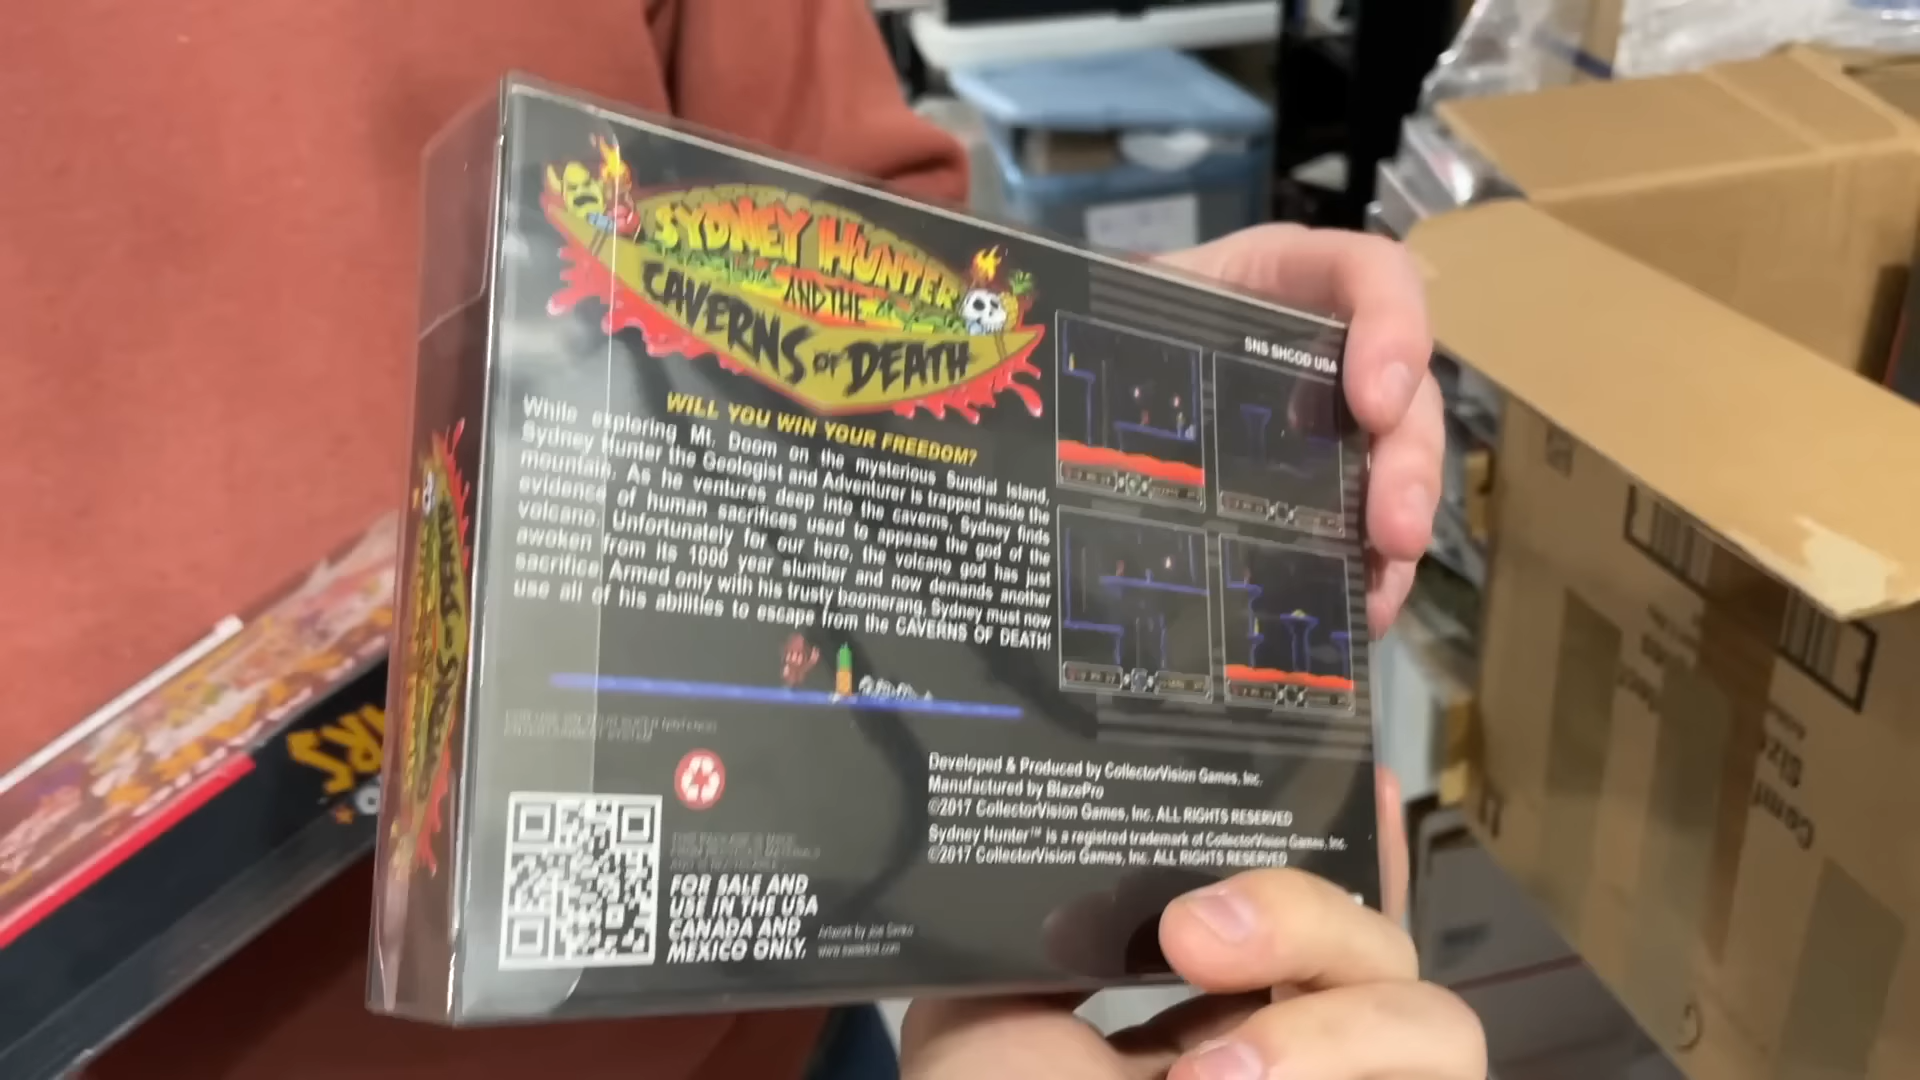 SYDNEY HUNTER
AND THE
CAVERNS OF DEATH
WILL YOU WIN YOUR FREEDOM?
While exploring Mt. Doom on the mysterious Sundial Island,
Sydney Hunter the Geologist and Adventurer is trapped inside the
mountain. As he ventures deep into the caverns, Sydney finds
evidence of human sacrifices used to appease the god of the
volcano. Unfortunately for our hero, the volcano god has just
awoken from its 1000 year slumber and now demands another
sacrifice. Armed only with his trusty boomerang, Sydney must now
use all of his abilities to escape from the CAVERNS OF DEATH!
SNS SHCOD USA
Developed & Produced by CollectorVision Games, Inc.
Manufactured by BlazePro
©2017 CollectorVision Games, Inc. ALL RIGHTS RESERVED
Sydney Hunter™ is a registred trademark of CollectorVision Games, Inc.
©2017 CollectorVision Games, Inc. ALL RIGHTS RESERVED
FOR SALE AND
USE IN THE USA
CANADA AND
MEXICO ONLY.
Artwork by Joe
Size